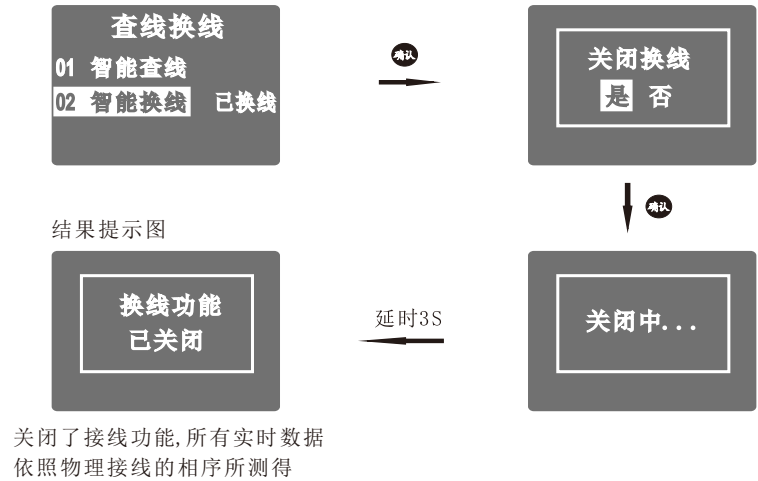 查线换线
01 智能查线
02 智能换线 已换线
确认
关闭换线
是 否
确认
关闭中...
延时3S
结果提示图
换线功能
已关闭
关闭了接线功能,所有实时数据
依照物理接线的相序所测得